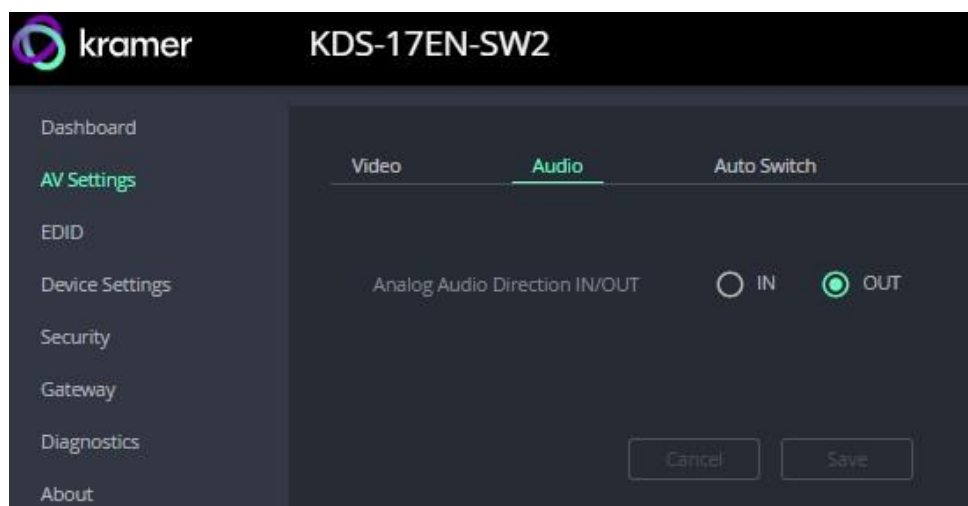 kramer KDS-17EN-SW2
Dashboard
AV Settings
EDID
Device Settings
Security
Gateway
Diagnostics
About
Video Audio Auto Switch
Analog Audio Direction IN/OUT IN OUT
Cancel Save